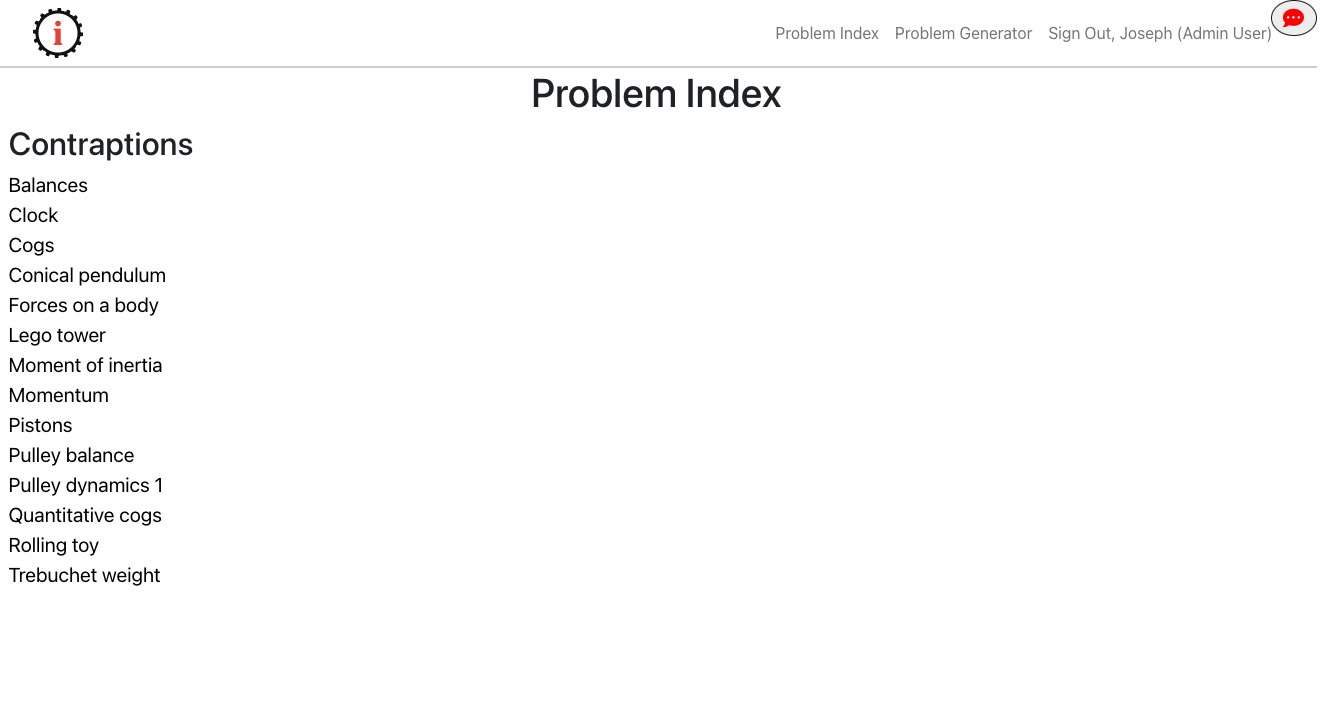 i
Problem Index Problem Generator Sign Out, Joseph (Admin User)
Problem Index
Contraptions
Balances
Clock
Cogs
Conical pendulum
Forces on a body
Lego tower
Moment of inertia
Momentum
Pistons
Pulley balance
Pulley dynamics 1
Quantitative cogs
Rolling toy
Trebuchet weight